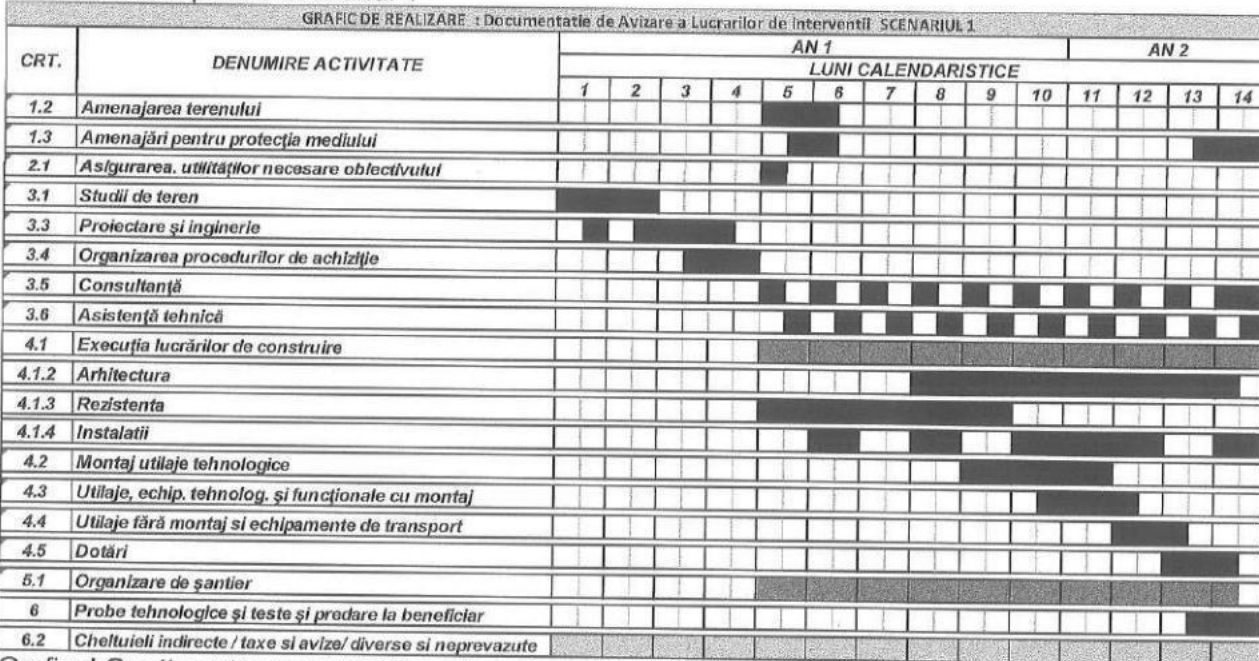 GRAFIC DE REALIZARE : Documentatie de Avizare a Lucrarilor de Interventii SCENARIUL 1
CRT. DENUMIRE ACTIVITATE AN 1 AN 2
LUNI CALENDARISTICE
1 2 3 4 5 6 7 8 9 10 11 12 13 14
1.2 Amenajarea terenului
1.3 Amenajări pentru protecția mediului
2.1 Asigurarea. utilităților necesare obiectivului
3.1 Studii de teren
3.3 Proiectare și inginerie
3.4 Organizarea procedurilor de achiziție
3.5 Consultanță
3.6 Asistență tehnică
4.1 Execuția lucrărilor de construire
4.1.2 Arhitectura
4.1.3 Rezistenta
4.1.4 Instalatii
4.2 Montaj utilaje tehnologice
4.3 Utilaje, echip. tehnolog. și funcționale cu montaj
4.4 Utilaje fără montaj si echipamente de transport
4.5 Dotări
5.1 Organizare de șantier
6 Probe tehnologice și teste și predare la beneficiar
6.2 Cheltuieli indirecte / taxe si avize/ diverse si neprevazute